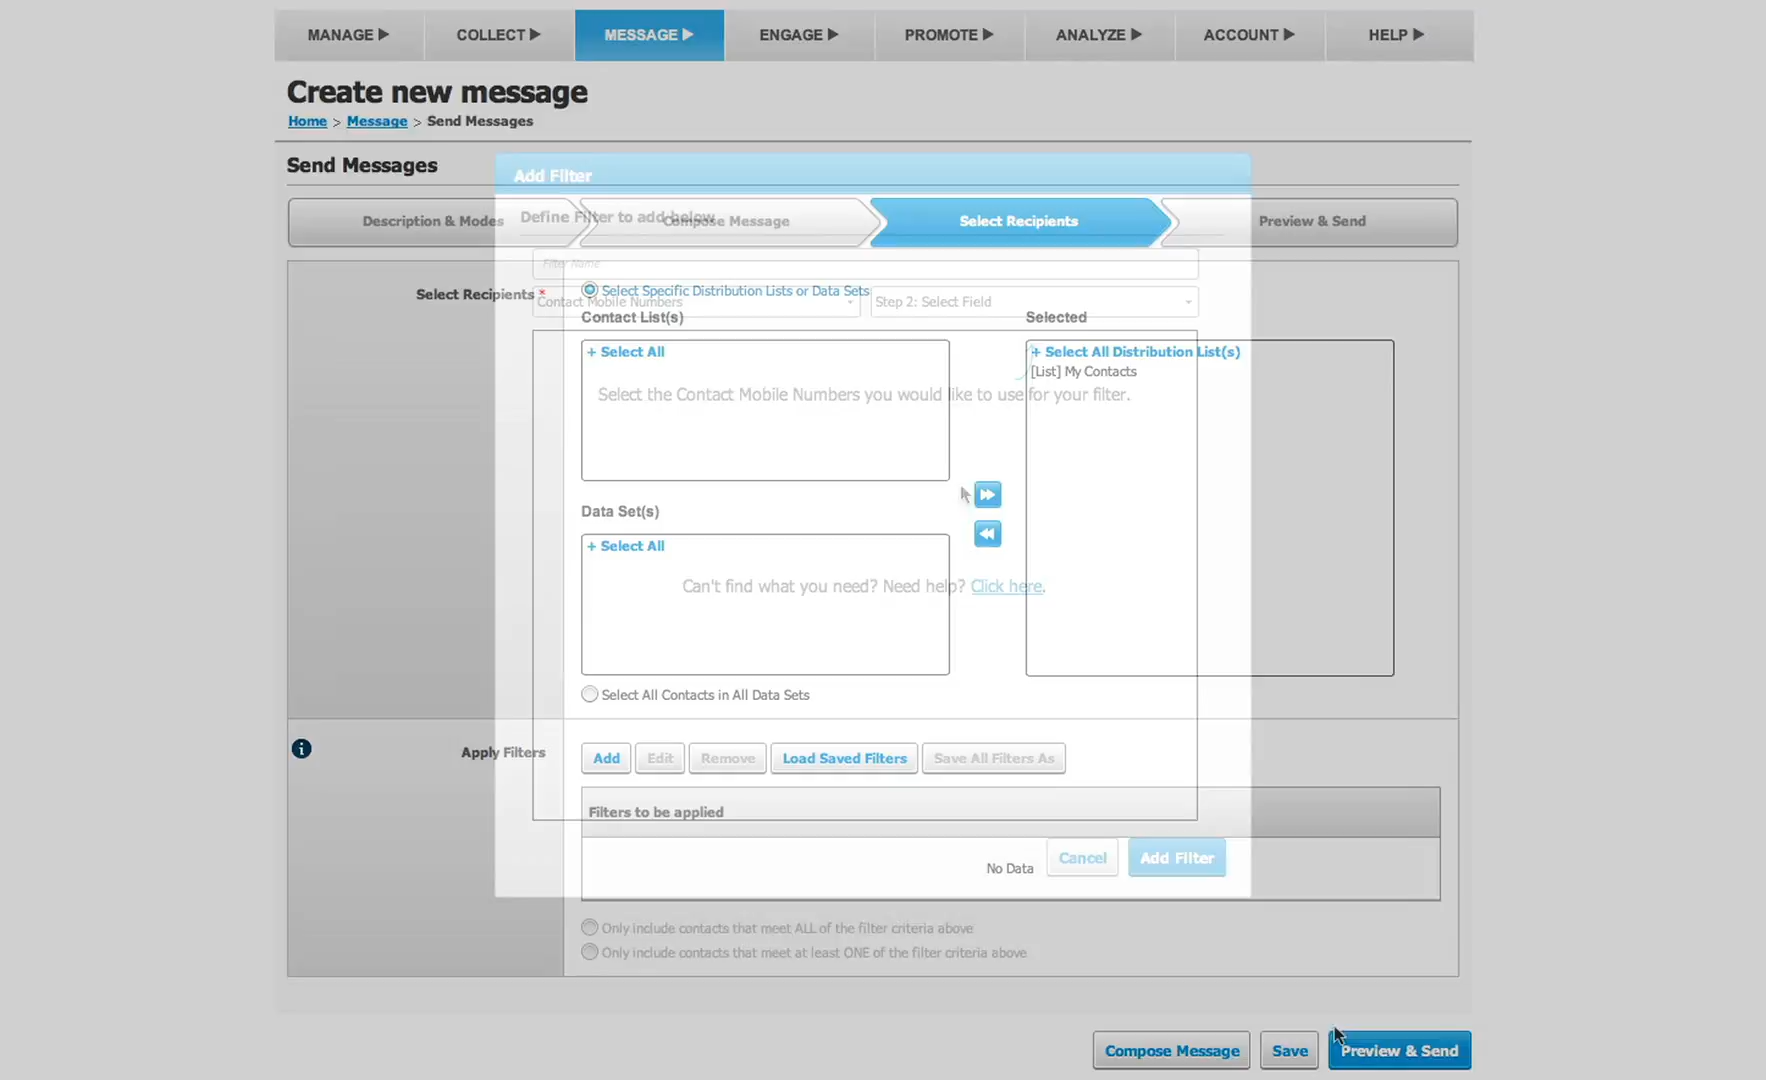 MANAGE COLLECT MESSAGE ENGAGE PROMOTE ANALYZE ACCOUNT HELP
Create new message
Home > Message > Send Messages
Send Messages
Add Filter
Description & Modes Compose Message Select Recipients Preview & Send
Define Filter to add below
Filter Name
Select Recipients *
Select Specific Distribution Lists or Data Sets
Contact Mobile Numbers Step 2: Select Field
Contact List(s) Selected
+ Select All + Select All Distribution List(s)
[List] My Contacts
Select the Contact Mobile Numbers you would like to use for your filter.
Data Set(s)
+ Select All
Can't find what you need? Need help? Click here.
Select All Contacts in All Data Sets
Apply Filters Add Edit Remove Load Saved Filters Save All Filters As
Filters to be applied
Cancel Add Filter
No Data
Only include contacts that meet ALL of the filter criteria above
Only include contacts that meet at least ONE of the filter criteria above
Compose Message Save Preview & Send